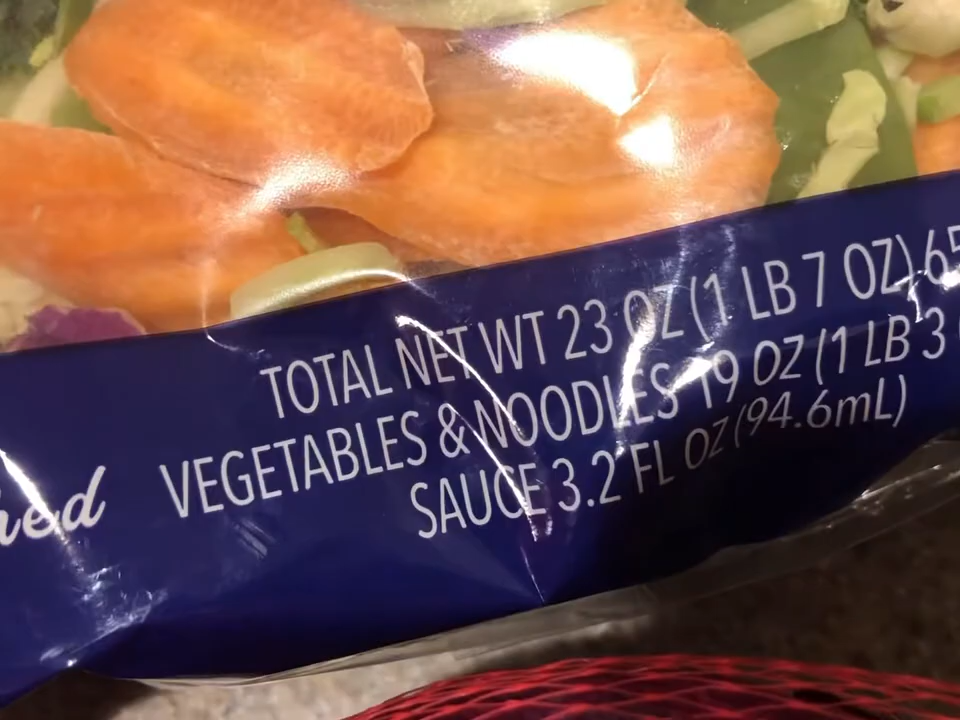 TOTAL NET WT 23 OZ (1 LB 7 OZ) 65
VEGETABLES & NOODLES 19 OZ (1 LB 3
SAUCE 3.2 FL OZ (94.6mL)